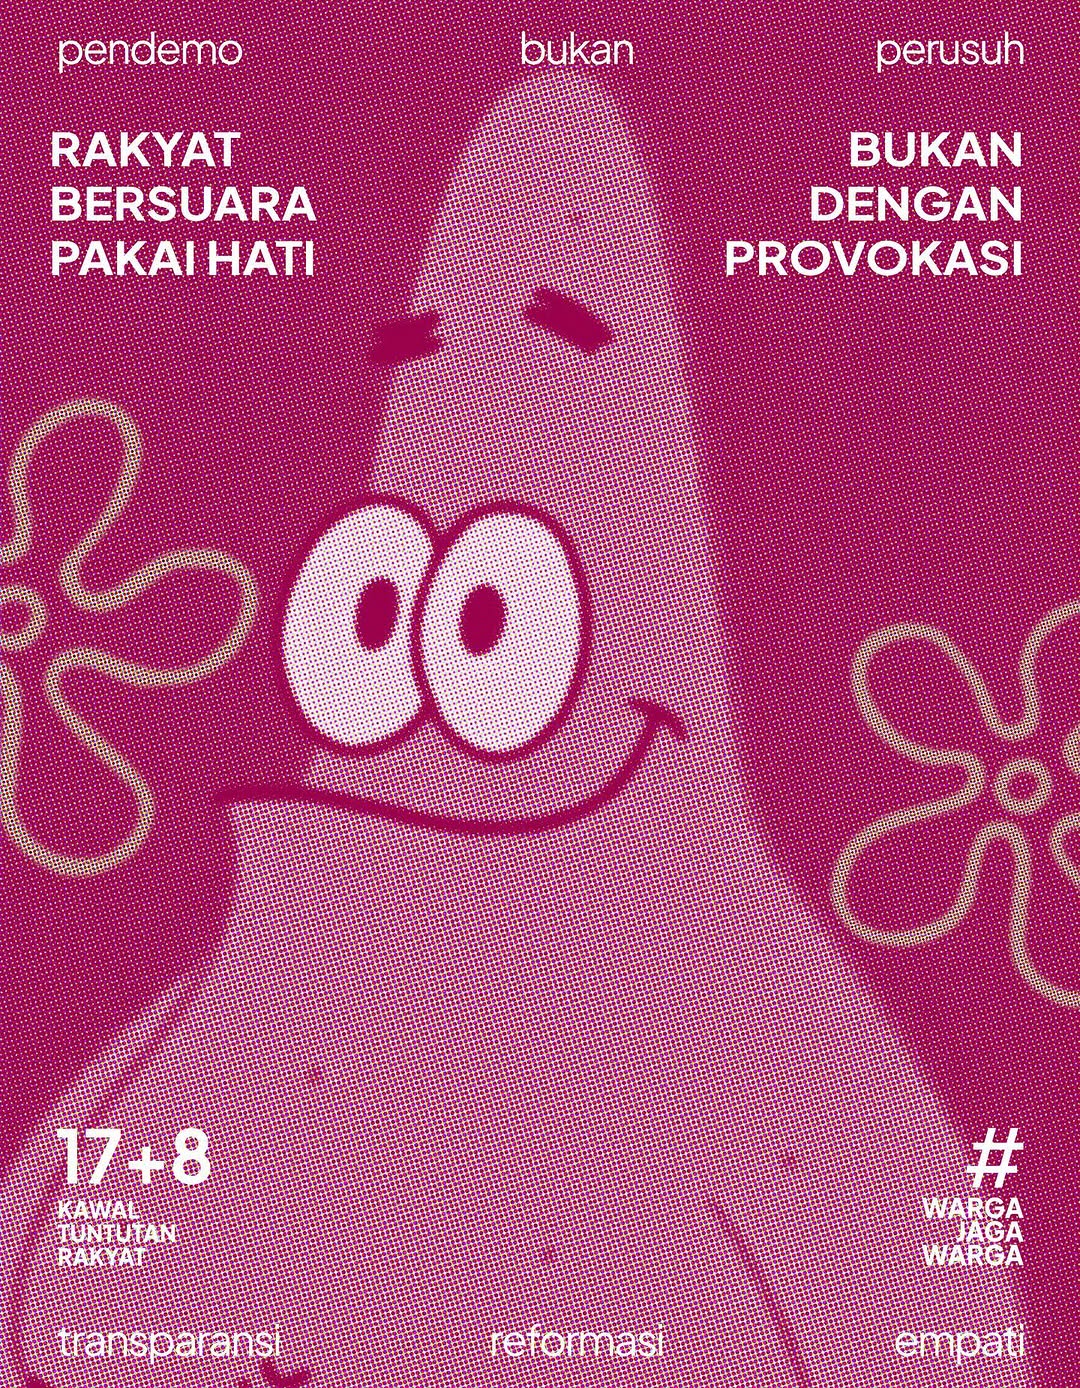 pendemo bukan perusuh
RAKYAT
BERSUARA
PAKAI HATI
BUKAN
DENGAN
PROVOKASI
17+8
KAWAL
TUNTUTAN
RAKYAT
#
WARGA
JAGA
WARGA
transparansi reformasi empati